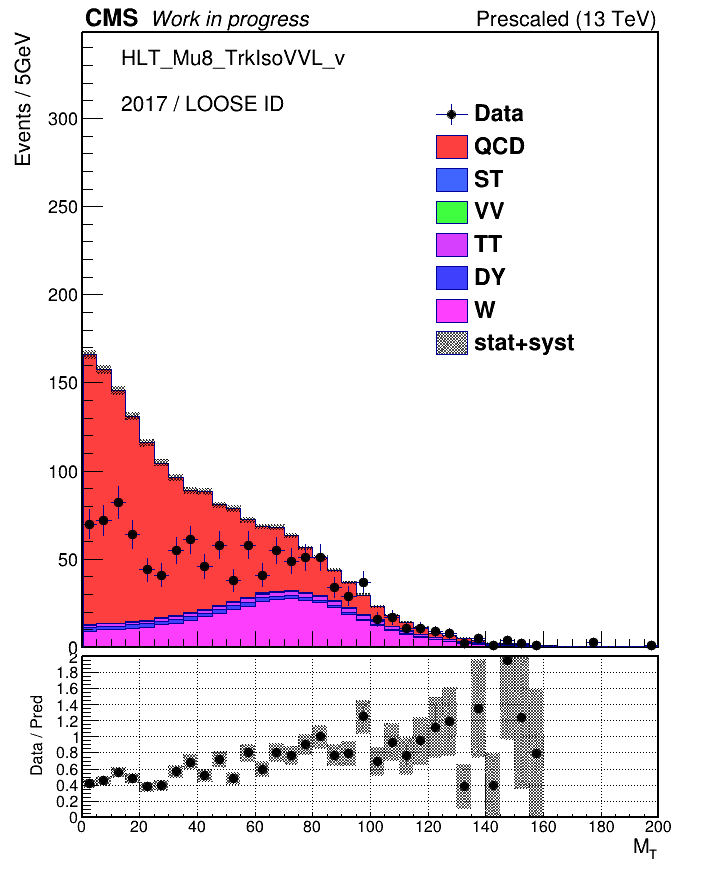 CMS Work in progress Prescaled (13 TeV)
HLT_Mu8_TrkIsoVVL_v
2017 / LOOSE ID
Events / 5GeV
Data
QCD
ST
VV
TT
DY
W
stat+syst
300
250
200
150
100
50
0
Data / Pred
2
1.8
1.6
1.4
1.2
1
0.8
0.6
0.4
0.2
0
0 20 40 60 80 100 120 140 160 180 200
M_T